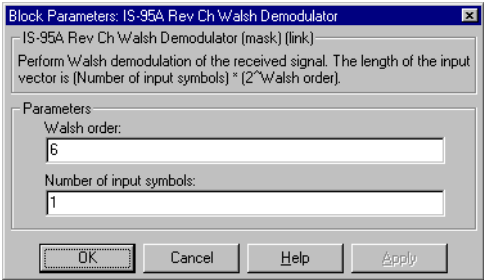 Block Parameters: IS-95A Rev Ch Walsh Demodulator
IS-95A Rev Ch Walsh Demodulator (mask) (link)
Perform Walsh demodulation of the received signal. The length of the input
vector is (Number of input symbols) * (2^Walsh order).
Parameters
Walsh order:
6
Number of input symbols:
1
OK Cancel Help Apply